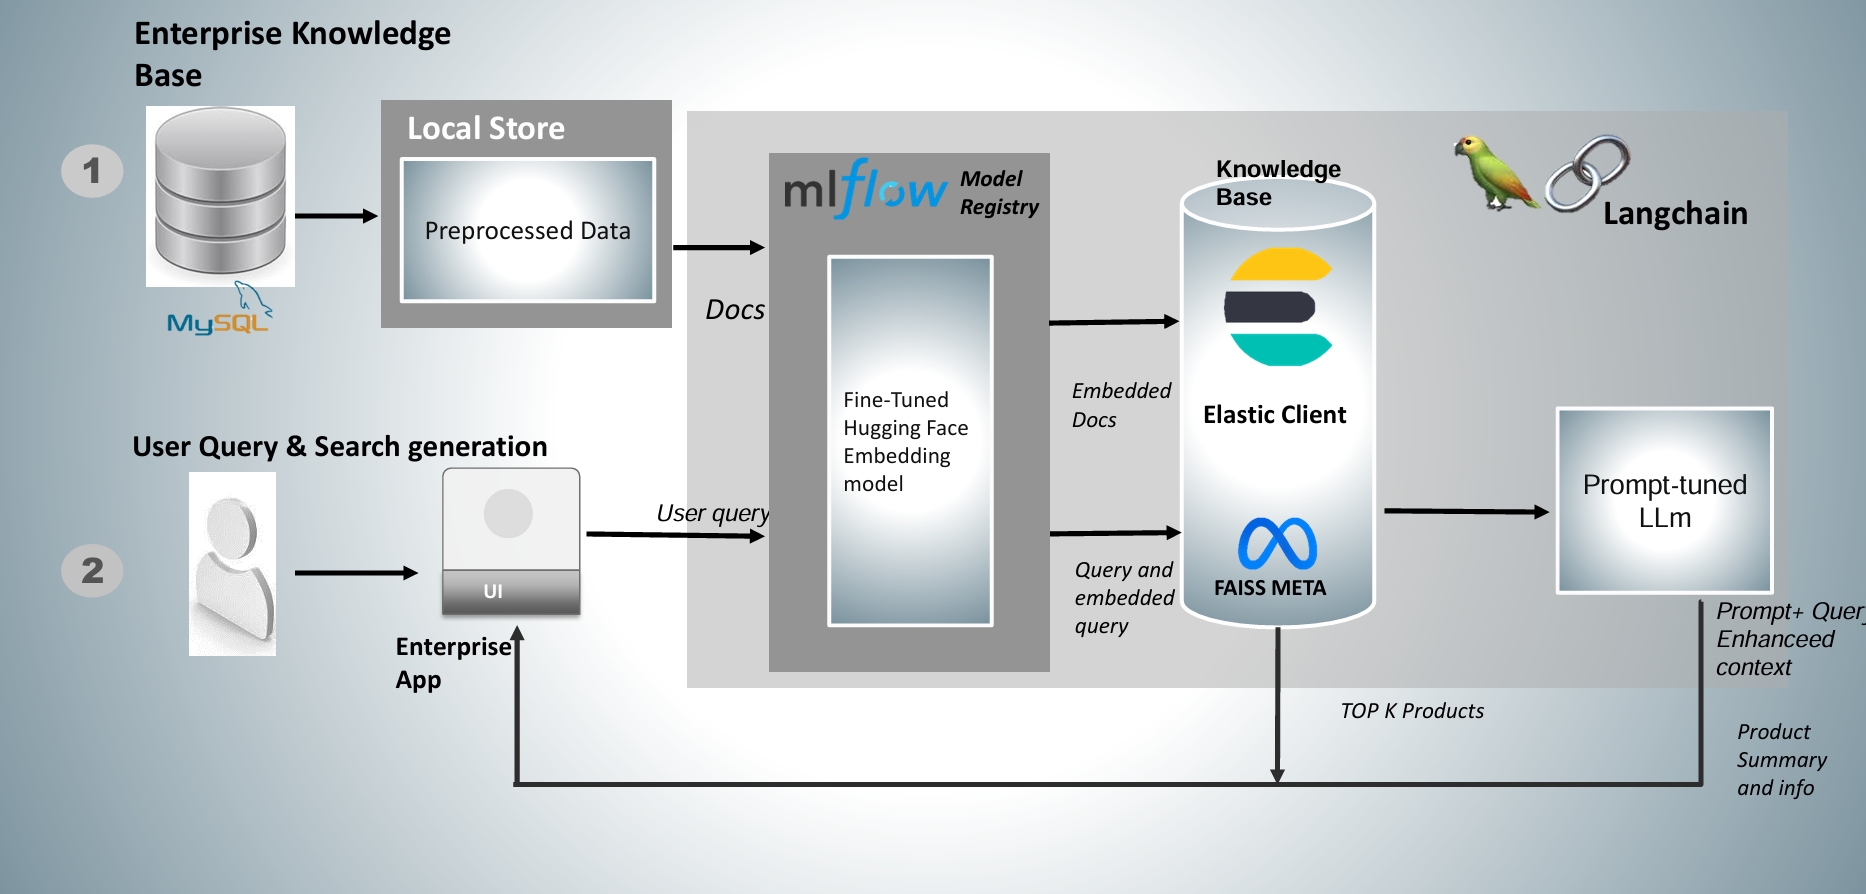 Enterprise Knowledge
Base
1
MySQL
Local Store
Preprocessed Data
Docs
mlflow
Model
Registry
Fine-Tuned
Hugging Face
Embedding
model
Embedded
Docs
Knowledge
Base
Elastic Client
FAISS META
Langchain
Prompt-tuned
LLm
User Query & Search generation
2
UI
Enterprise
App
User query
Query and
embedded
query
TOP K Products
Prompt+ Query
Enhanceed
context
Product
Summary
and info